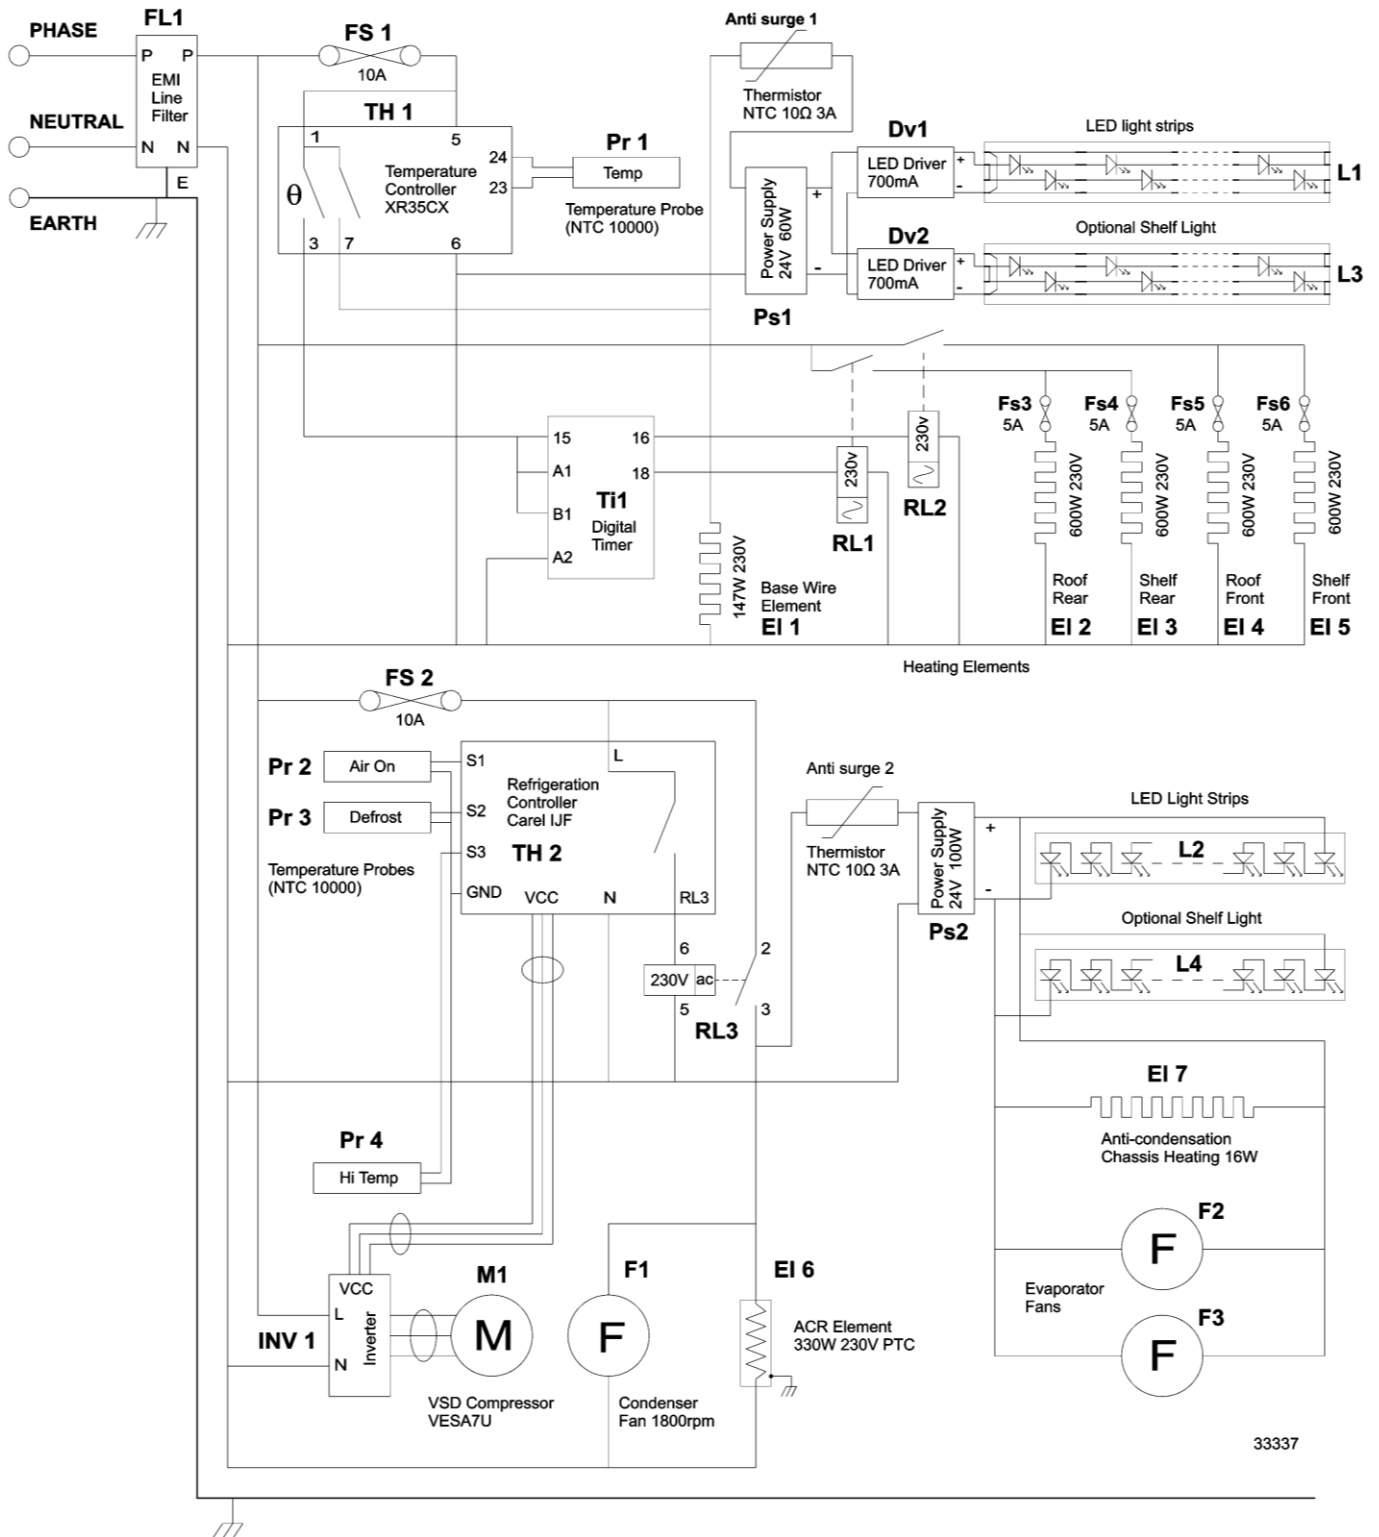 FL1
PHASE
P P
EMI
Line
Filter
NEUTRAL
N N
E
EARTH
FS 1
10A
TH 1
1
5
24
23
θ
Temperature
Controller
XR35CX
3
7
6
Pr 1
Temp
Temperature Probe
(NTC 10000)
Anti surge 1
Thermistor
NTC 10Ω 3A
Power Supply
24V 60W
+
-
Ps1
Dv1
LED Driver
700mA
+
-
LED light strips
L1
Dv2
LED Driver
700mA
+
-
Optional Shelf Light
L3
15
16
A1
18
Ti1
B1
Digital
Timer
A2
230v
RL1
230v
RL2
147W 230V
Base Wire
Element
El 1
Fs3
5A
Fs4
5A
Fs5
5A
Fs6
5A
600W 230V
600W 230V
600W 230V
600W 230V
Roof
Rear
El 2
Shelf
Rear
El 3
Roof
Front
El 4
Shelf
Front
El 5
Heating Elements
FS 2
10A
Pr 2
Air On
Pr 3
Defrost
Temperature Probes
(NTC 10000)
S1
S2
S3
GND
L
Refrigeration
Controller
Carel IJF
TH 2
VCC
N
RL3
6
230V ac
5
2
3
RL3
Anti surge 2
Thermistor
NTC 10Ω 3A
Power Supply
24V 100W
+
-
Ps2
LED Light Strips
L2
Optional Shelf Light
L4
El 7
Anti-condensation
Chassis Heating 16W
F2
F
Evaporator
Fans
F3
F
Pr 4
Hi Temp
VCC
L
INV 1
Inverter
N
M1
M
VSD Compressor
VESA7U
F1
F
Condenser
Fan 1800rpm
El 6
ACR Element
330W 230V PTC
33337